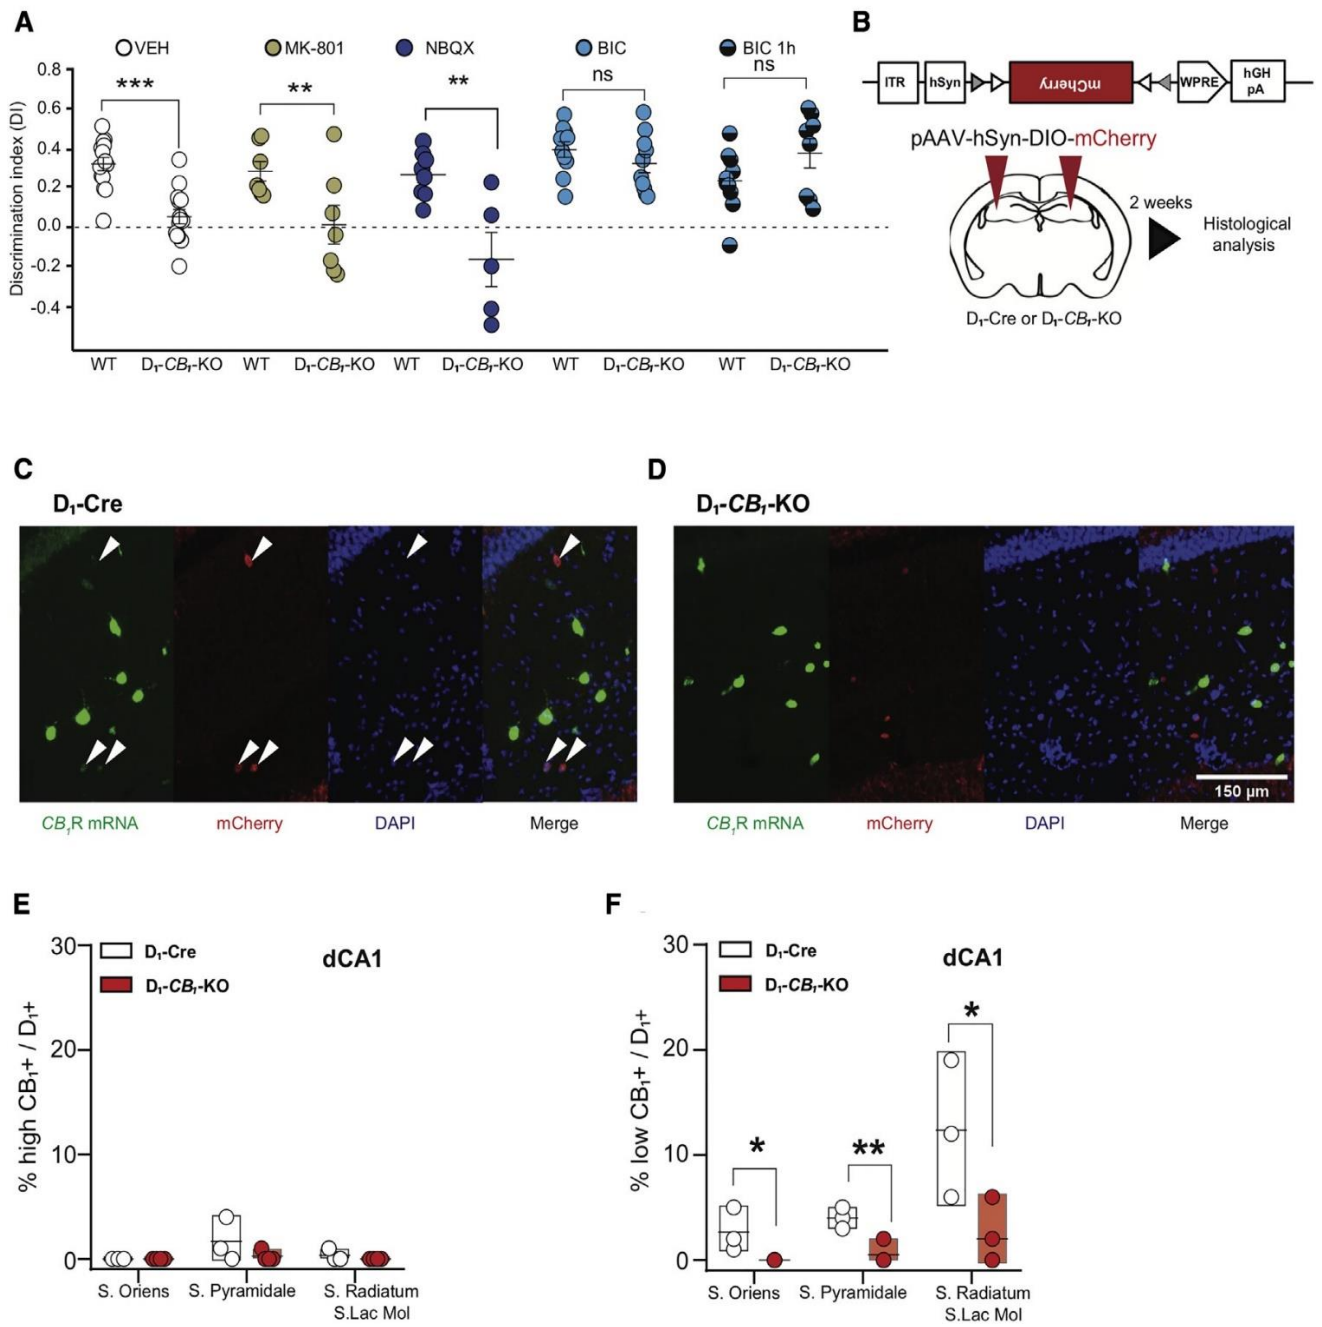 A
VEH MK-801 NBQX BIC BIC 1h
*** ** ** ns ns
Discrimination index (DI)
0.8
0.6
0.4
0.2
0.0
-0.2
-0.4
WT D₁-CB₁-KO WT D₁-CB₁-KO WT D₁-CB₁-KO WT D₁-CB₁-KO WT D₁-CB₁-KO
B
ITR hSyn mCherry WPRE hGH pA
pAAV-hSyn-DIO-mCherry
2 weeks
Histological
analysis
D₁-Cre or D₁-CB₁-KO
C
D₁-Cre
CB₁R mRNA mCherry DAPI Merge
D
D₁-CB₁-KO
150 µm
CB₁R mRNA mCherry DAPI Merge
E
D₁-Cre
D₁-CB₁-KO
dCA1
% high CB₁+ / D₁+
30
20
10
0
S. Oriens S. Pyramidale S. Radiatum
S.Lac Mol
F
D₁-Cre
D₁-CB₁-KO
dCA1
% low CB₁+ / D₁+
30
20
10
0
* ** *
S. Oriens S. Pyramidale S. Radiatum
S.Lac Mol